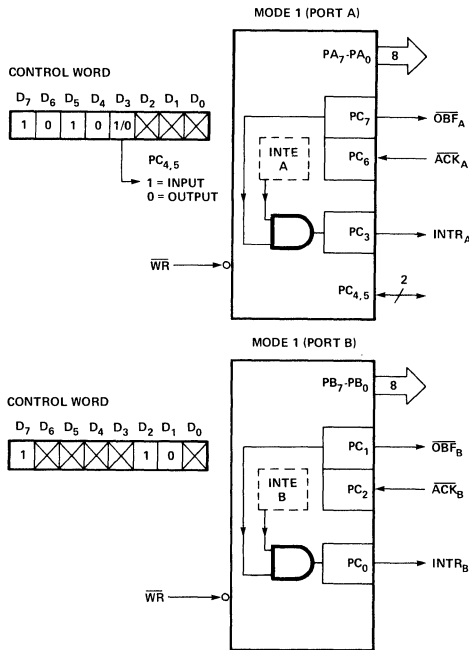 MODE 1 (PORT A)
PA7-PA0
8
CONTROL WORD
D7 D6 D5 D4 D3 D2 D1 D0
1 0 1 0 1/0
PC4,5
1 = INPUT
0 = OUTPUT
PC7
OBFA
INTE
A
PC6
ACKA
PC3
INTRA
WR
PC4,5
2
MODE 1 (PORT B)
PB7-PB0
8
CONTROL WORD
D7 D6 D5 D4 D3 D2 D1 D0
1 1 0
PC1
OBFB
INTE
B
PC2
ACKB
PC0
INTRB
WR